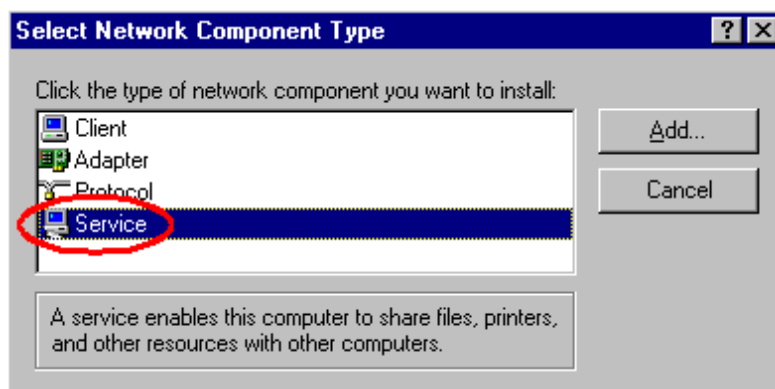 Select Network Component Type
Click the type of network component you want to install:
Client
Adapter
Protocol
Service
Add...
Cancel
A service enables this computer to share files, printers,
and other resources with other computers.